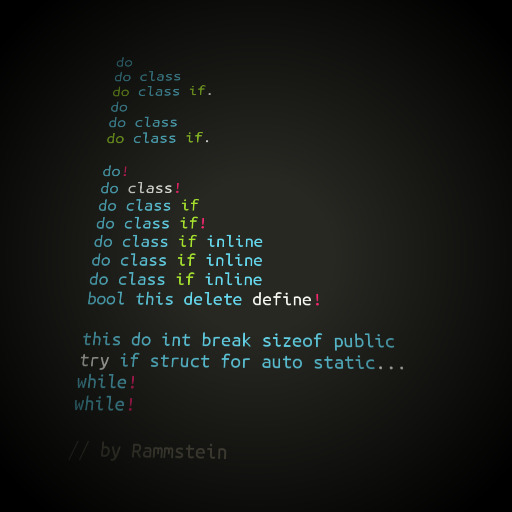 do
do class
do class if.
do
do class
do class if.
do!
do class!
do class if
do class if!
do class if inline
do class if inline
do class if inline
bool this delete define!
this do int break sizeof public
try if struct for auto static...
while!
while!
// by Rammstein